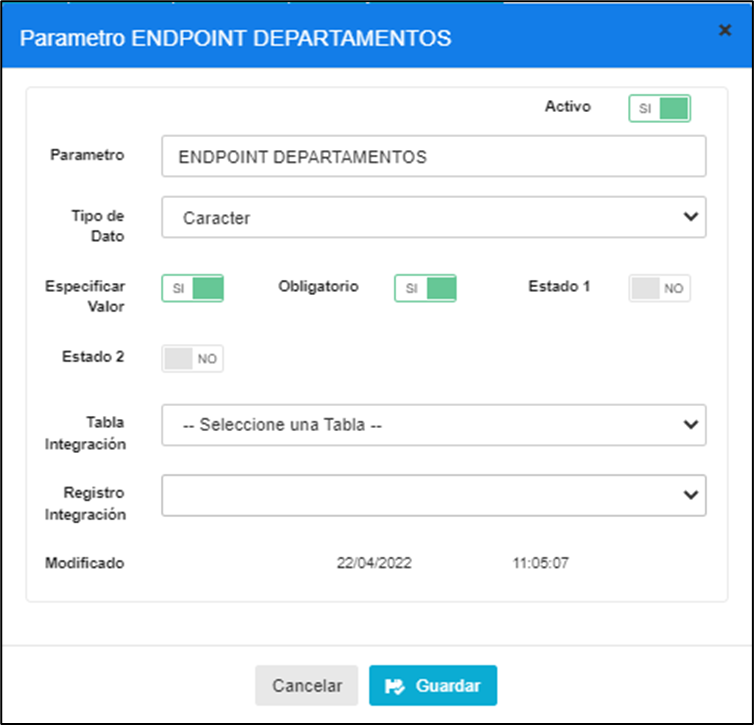 Parametro ENDPOINT DEPARTAMENTOS
Activo SI
Parametro ENDPOINT DEPARTAMENTOS
Tipo de
Dato
Caracter
Especificar
Valor
SI
Obligatorio SI
Estado 1 NO
Estado 2 NO
Tabla
Integración
-- Seleccione una Tabla --
Registro
Integración
Modificado 22/04/2022 11:05:07
Cancelar Guardar